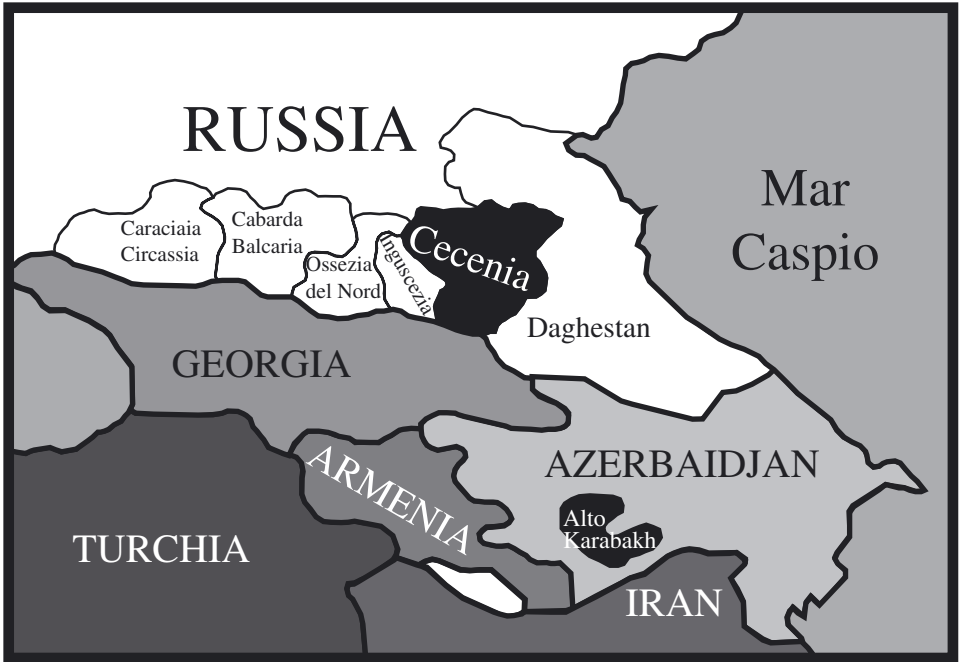 RUSSIA
Mar
Caspio
Caraciaia
Circassia
Cabarda
Balcaria
Ossezia
del Nord
Inguscezia
Cecenia
Daghestan
GEORGIA
AZERBAIDJAN
ARMENIA
Alto
Karabakh
TURCHIA
IRAN